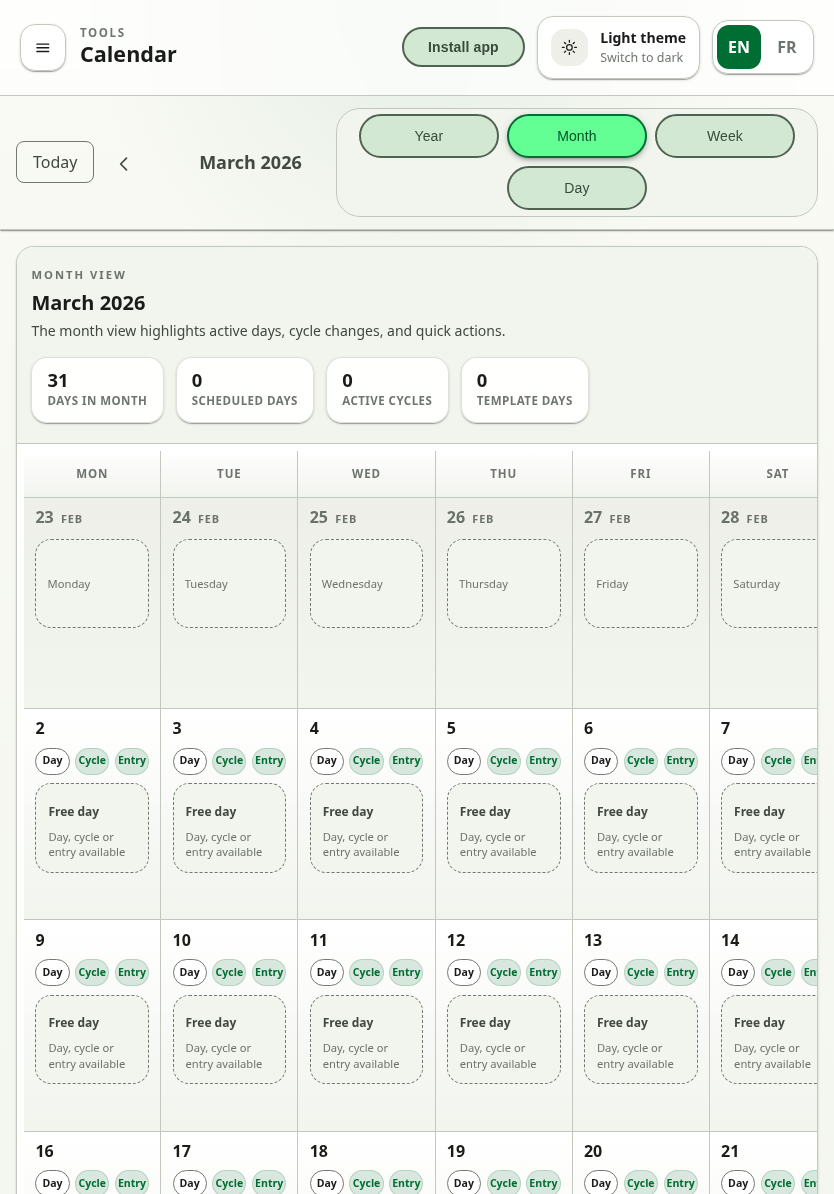 TOOLS
Calendar
Install app
Light theme
Switch to dark
EN FR
Today
March 2026
Year Month Week
Day
MONTH VIEW
March 2026
The month view highlights active days, cycle changes, and quick actions.
31 0 0 0
DAYS IN MONTH SCHEDULED DAYS ACTIVE CYCLES TEMPLATE DAYS
MON TUE WED THU FRI SAT
23 FEB 24 FEB 25 FEB 26 FEB 27 FEB 28 FEB
Monday Tuesday Wednesday Thursday Friday Saturday
2 3 4 5 6 7
Day Cycle Entry Day Cycle Entry Day Cycle Entry Day Cycle Entry Day Cycle Entry Day Cycle En
Free day Free day Free day Free day Free day Free day
Day, cycle or Day, cycle or Day, cycle or Day, cycle or Day, cycle or Day, cycle or
entry available entry available entry available entry available entry available entry available
9 10 11 12 13 14
Day Cycle Entry Day Cycle Entry Day Cycle Entry Day Cycle Entry Day Cycle Entry Day Cycle En
Free day Free day Free day Free day Free day Free day
Day, cycle or Day, cycle or Day, cycle or Day, cycle or Day, cycle or Day, cycle or
entry available entry available entry available entry available entry available entry available
16 17 18 19 20 21
Day Cycle Entry Day Cycle Entry Day Cycle Entry Day Cycle Entry Day Cycle Entry Day Cycle En